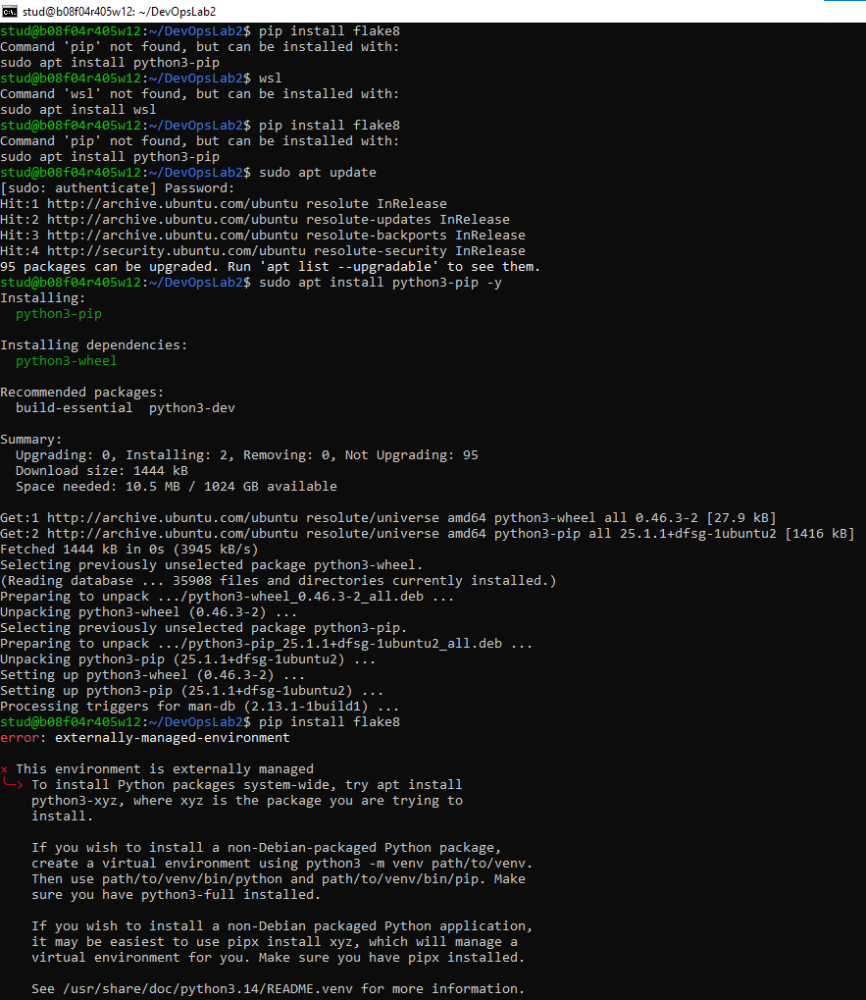 stud@b08f04r405w12: ~/DevOpsLab2
stud@b08f04r405w12:~/DevOpsLab2$ pip install flake8
Command 'pip' not found, but can be installed with:
sudo apt install python3-pip
stud@b08f04r405w12:~/DevOpsLab2$ wsl
Command 'wsl' not found, but can be installed with:
sudo apt install wsl
stud@b08f04r405w12:~/DevOpsLab2$ pip install flake8
Command 'pip' not found, but can be installed with:
sudo apt install python3-pip
stud@b08f04r405w12:~/DevOpsLab2$ sudo apt update
[sudo: authenticate] Password:
Hit:1 http://archive.ubuntu.com/ubuntu resolute InRelease
Hit:2 http://archive.ubuntu.com/ubuntu resolute-updates InRelease
Hit:3 http://archive.ubuntu.com/ubuntu resolute-backports InRelease
Hit:4 http://security.ubuntu.com/ubuntu resolute-security InRelease
95 packages can be upgraded. Run 'apt list --upgradable' to see them.
stud@b08f04r405w12:~/DevOpsLab2$ sudo apt install python3-pip -y
Installing:
  python3-pip

Installing dependencies:
  python3-wheel

Recommended packages:
  build-essential  python3-dev

Summary:
  Upgrading: 0, Installing: 2, Removing: 0, Not Upgrading: 95
  Download size: 1444 kB
  Space needed: 10.5 MB / 1024 GB available

Get:1 http://archive.ubuntu.com/ubuntu resolute/universe amd64 python3-wheel all 0.46.3-2 [27.9 kB]
Get:2 http://archive.ubuntu.com/ubuntu resolute/universe amd64 python3-pip all 25.1.1+dfsg-1ubuntu2 [1416 kB]
Fetched 1444 kB in 0s (3945 kB/s)
Selecting previously unselected package python3-wheel.
(Reading database ... 35908 files and directories currently installed.)
Preparing to unpack .../python3-wheel_0.46.3-2_all.deb ...
Unpacking python3-wheel (0.46.3-2) ...
Selecting previously unselected package python3-pip.
Preparing to unpack .../python3-pip_25.1.1+dfsg-1ubuntu2_all.deb ...
Unpacking python3-pip (25.1.1+dfsg-1ubuntu2) ...
Setting up python3-wheel (0.46.3-2) ...
Setting up python3-pip (25.1.1+dfsg-1ubuntu2) ...
Processing triggers for man-db (2.13.1-1build1) ...
stud@b08f04r405w12:~/DevOpsLab2$ pip install flake8
error: externally-managed-environment

× This environment is externally managed
╰─> To install Python packages system-wide, try apt install
    python3-xyz, where xyz is the package you are trying to
    install.

    If you wish to install a non-Debian-packaged Python package,
    create a virtual environment using python3 -m venv path/to/venv.
    Then use path/to/venv/bin/python and path/to/venv/bin/pip. Make
    sure you have python3-full installed.

    If you wish to install a non-Debian packaged Python application,
    it may be easiest to use pipx install xyz, which will manage a
    virtual environment for you. Make sure you have pipx installed.

    See /usr/share/doc/python3.14/README.venv for more information.